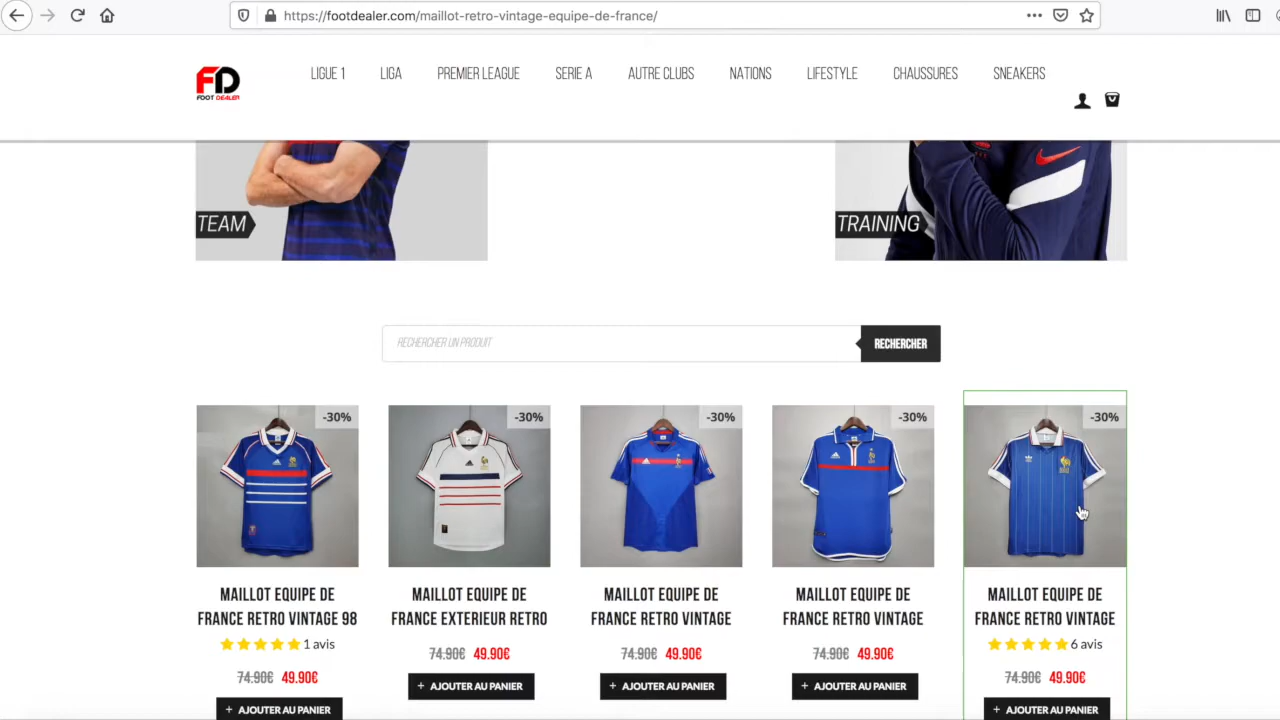 https://footdealer.com/maillot-retro-vintage-equipe-de-france/
FD
FOOT DEALER
LIGUE 1
LIGA
PREMIER LEAGUE
SERIE A
AUTRE CLUBS
NATIONS
LIFESTYLE
CHAUSSURES
SNEAKERS
TEAM
TRAINING
RECHERCHER UN PRODUIT
RECHERCHER
-30%
-30%
-30%
-30%
-30%
MAILLOT EQUIPE DE
FRANCE RETRO VINTAGE 98
1 avis
74.90€ 49.90€
+ AJOUTER AU PANIER
MAILLOT EQUIPE DE
FRANCE EXTERIEUR RETRO
74.90€ 49.90€
+ AJOUTER AU PANIER
MAILLOT EQUIPE DE
FRANCE RETRO VINTAGE
74.90€ 49.90€
+ AJOUTER AU PANIER
MAILLOT EQUIPE DE
FRANCE RETRO VINTAGE
74.90€ 49.90€
+ AJOUTER AU PANIER
MAILLOT EQUIPE DE
FRANCE RETRO VINTAGE
6 avis
74.90€ 49.90€
+ AJOUTER AU PANIER